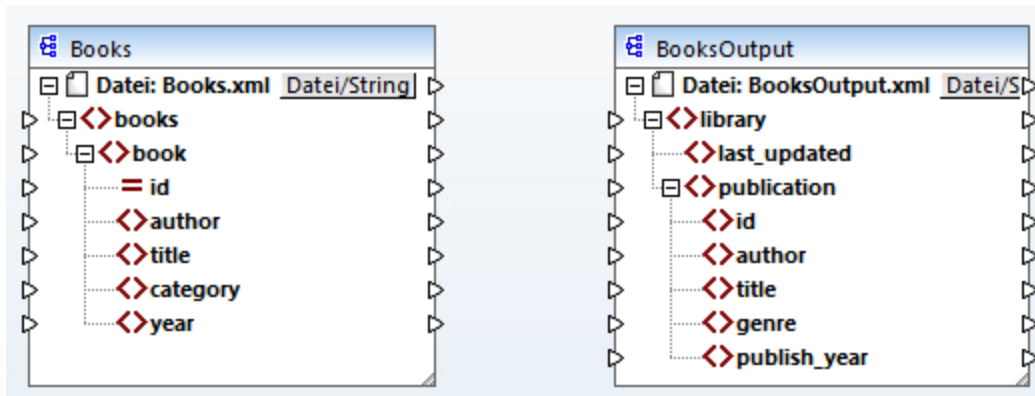 Books
Datei: Books.xml Datei/String
books
book
id
author
title
category
year
BooksOutput
Datei: BooksOutput.xml Datei/S
library
last_updated
publication
id
author
title
genre
publish_year